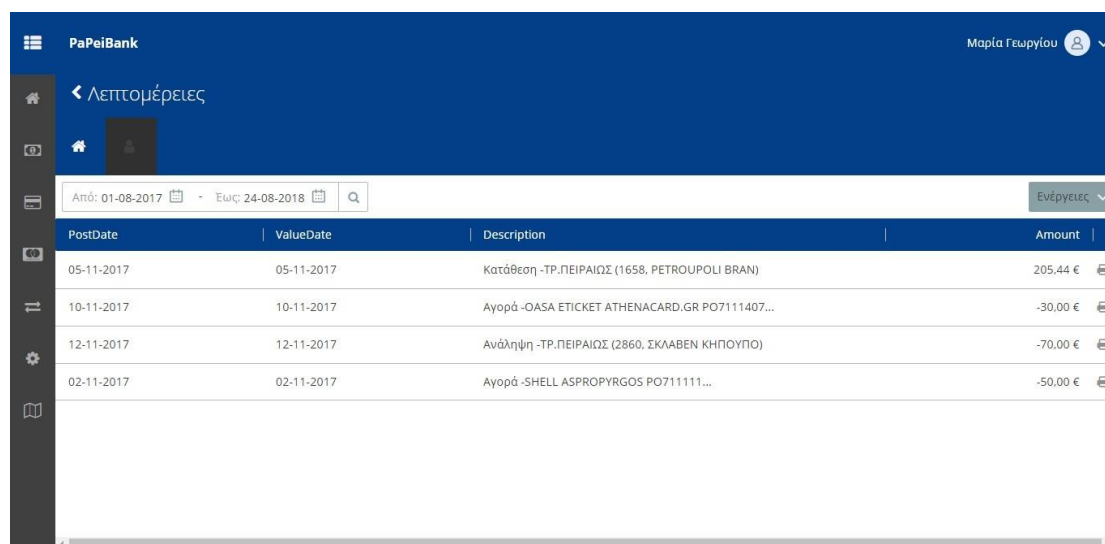 PaPeiBank Μαρία Γεωργίου
Λεπτομέρειες
Από: 01-08-2017 - Έως: 24-08-2018 Ενέργειες
PostDate ValueDate Description Amount
05-11-2017 05-11-2017 Κατάθεση -ΤΡ.ΠΕΙΡΑΙΩΣ (1658, PETROUPOLI BRAN) 205,44 €
10-11-2017 10-11-2017 Αγορά -OASA ETICKET ATHENACARD.GR PO7111407... -30,00 €
12-11-2017 12-11-2017 Ανάληψη -ΤΡ.ΠΕΙΡΑΙΩΣ (2860, ΣΚΛΑΒΕΝ ΚΗΠΟΥΠΟ) -70,00 €
02-11-2017 02-11-2017 Αγορά -SHELL ASPROPYRGOS PO711111... -50,00 €